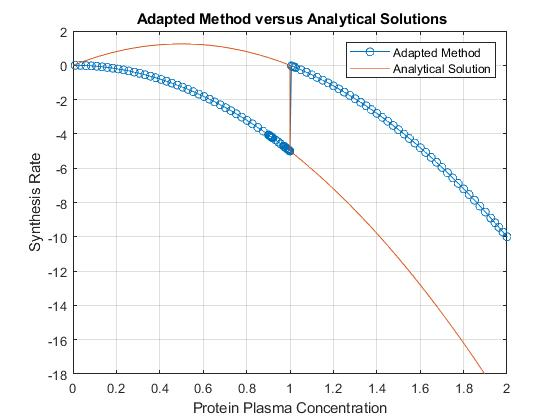 Adapted Method versus Analytical Solutions
Adapted Method
Analytical Solution
2
0
-2
-4
-6
-8
-10
-12
-14
-16
-18
Synthesis Rate
0 0.2 0.4 0.6 0.8 1 1.2 1.4 1.6 1.8 2
Protein Plasma Concentration